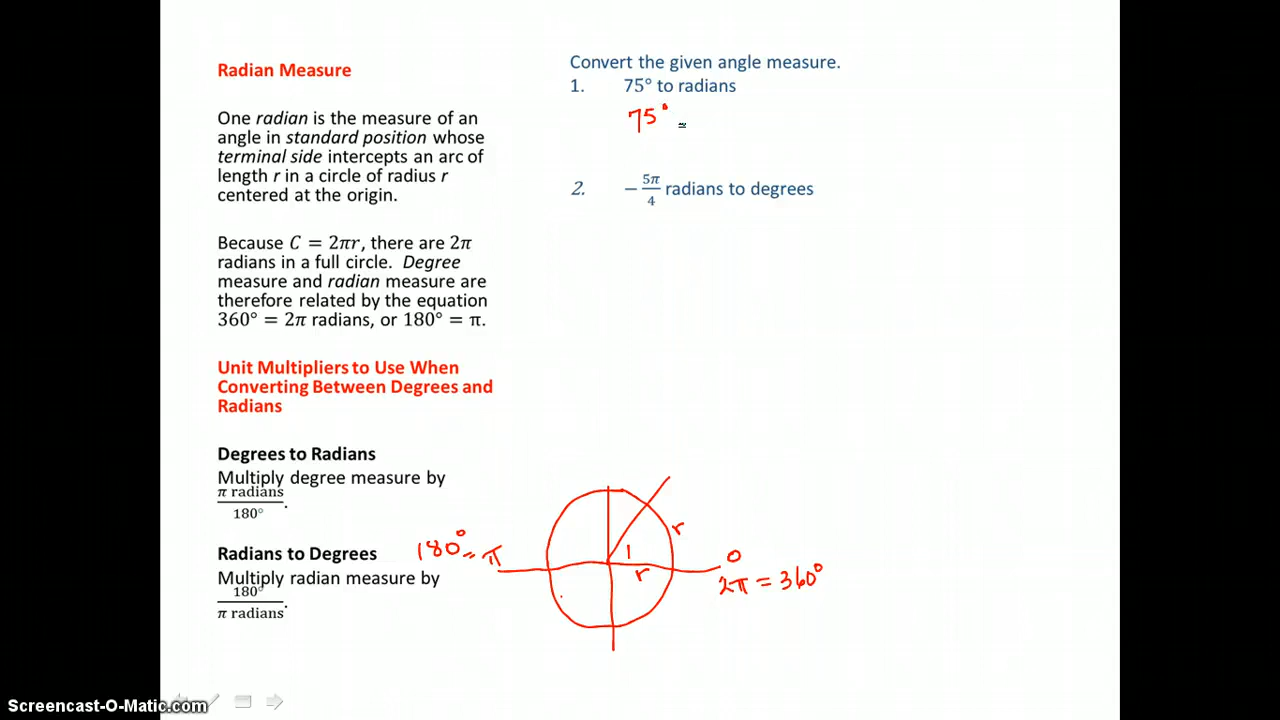 Radian Measure
One radian is the measure of an
angle in standard position whose
terminal side intercepts an arc of
length r in a circle of radius r
centered at the origin.
Because C = 2πr, there are 2π
radians in a full circle. Degree
measure and radian measure are
therefore related by the equation
360° = 2π radians, or 180° = π.
Unit Multipliers to Use When
Converting Between Degrees and
Radians
Degrees to Radians
Multiply degree measure by
π radians
180°.
Radians to Degrees
Multiply radian measure by
180°
π radians.
Convert the given angle measure.
1. 75° to radians
75°
2. −5π/4 radians to degrees
180° = π
1
r
r
0
2π = 360°
Screencast-O-Matic.com